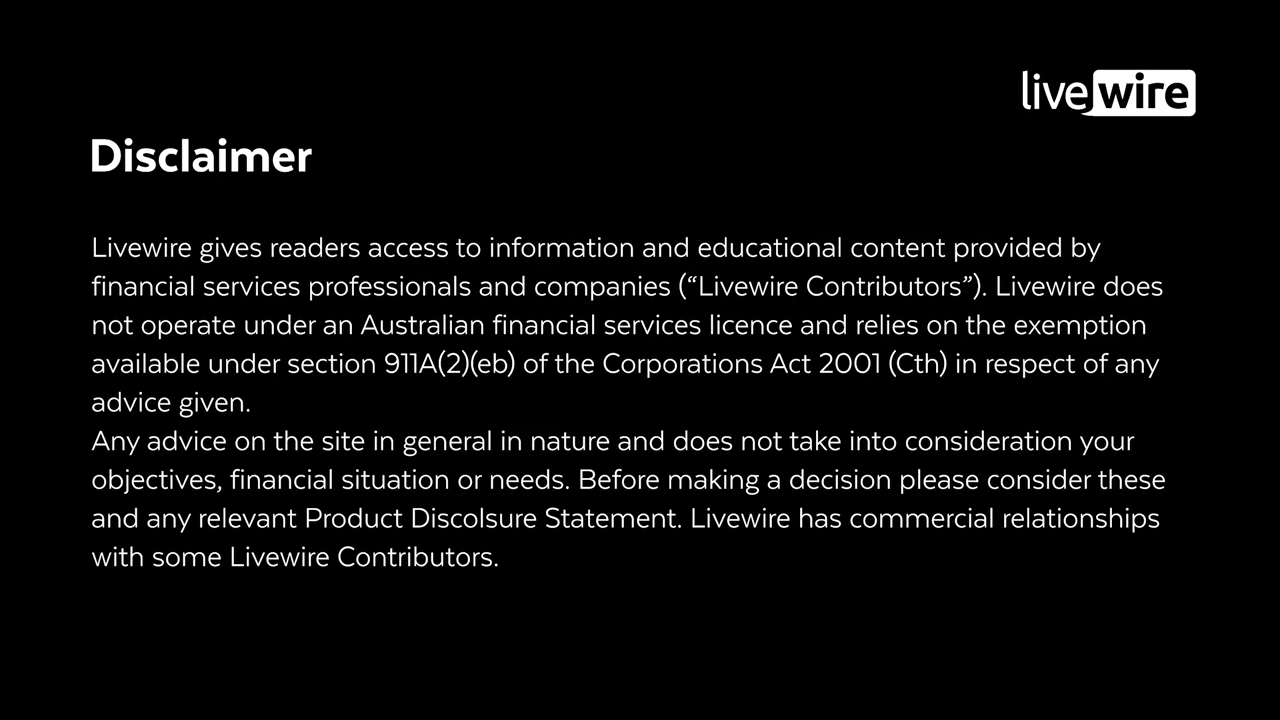 livewire
Disclaimer
Livewire gives readers access to information and educational content provided by
financial services professionals and companies (“Livewire Contributors”). Livewire does
not operate under an Australian financial services licence and relies on the exemption
available under section 911A(2)(eb) of the Corporations Act 2001 (Cth) in respect of any
advice given.
Any advice on the site in general in nature and does not take into consideration your
objectives, financial situation or needs. Before making a decision please consider these
and any relevant Product Discolsure Statement. Livewire has commercial relationships
with some Livewire Contributors.